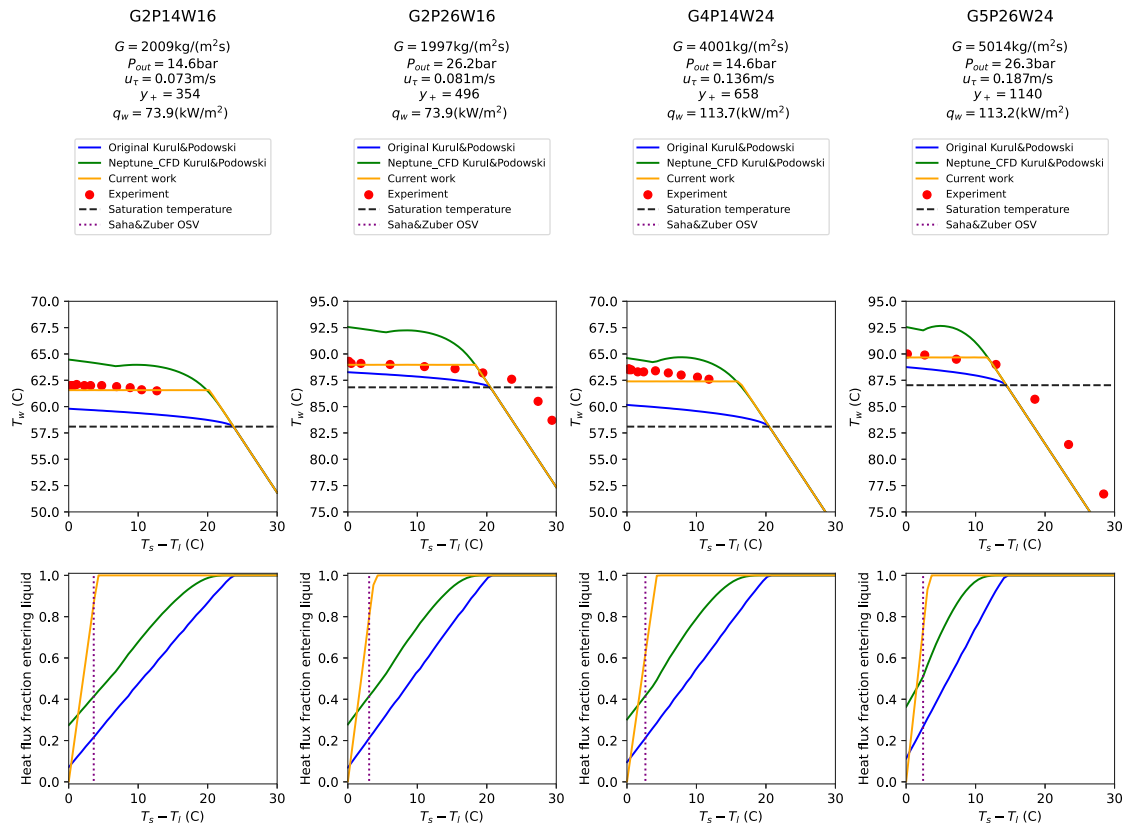 G2P14W16
G = 2009kg/(m²s)
P_out = 14.6bar
u_τ = 0.073m/s
y₊ = 354
q_w = 73.9(kW/m²)
Original Kurul&Podowski
Neptune_CFD Kurul&Podowski
Current work
Experiment
Saturation temperature
Saha&Zuber OSV
G2P26W16
G = 1997kg/(m²s)
P_out = 26.2bar
u_τ = 0.081m/s
y₊ = 496
q_w = 73.9(kW/m²)
Original Kurul&Podowski
Neptune_CFD Kurul&Podowski
Current work
Experiment
Saturation temperature
Saha&Zuber OSV
G4P14W24
G = 4001kg/(m²s)
P_out = 14.6bar
u_τ = 0.136m/s
y₊ = 658
q_w = 113.7(kW/m²)
Original Kurul&Podowski
Neptune_CFD Kurul&Podowski
Current work
Experiment
Saturation temperature
Saha&Zuber OSV
G5P26W24
G = 5014kg/(m²s)
P_out = 26.3bar
u_τ = 0.187m/s
y₊ = 1140
q_w = 113.2(kW/m²)
Original Kurul&Podowski
Neptune_CFD Kurul&Podowski
Current work
Experiment
Saturation temperature
Saha&Zuber OSV
T_w (C)
70.0
67.5
65.0
62.5
60.0
57.5
55.0
52.5
50.0
0 10 20 30
T_s − T_l (C)
T_w (C)
95.0
92.5
90.0
87.5
85.0
82.5
80.0
77.5
75.0
0 10 20 30
T_s − T_l (C)
T_w (C)
70.0
67.5
65.0
62.5
60.0
57.5
55.0
52.5
50.0
0 10 20 30
T_s − T_l (C)
T_w (C)
95.0
92.5
90.0
87.5
85.0
82.5
80.0
77.5
75.0
0 10 20 30
T_s − T_l (C)
Heat flux fraction entering liquid
1.0
0.8
0.6
0.4
0.2
0.0
0 10 20 30
T_s − T_l (C)
Heat flux fraction entering liquid
1.0
0.8
0.6
0.4
0.2
0.0
0 10 20 30
T_s − T_l (C)
Heat flux fraction entering liquid
1.0
0.8
0.6
0.4
0.2
0.0
0 10 20 30
T_s − T_l (C)
Heat flux fraction entering liquid
1.0
0.8
0.6
0.4
0.2
0.0
0 10 20 30
T_s − T_l (C)